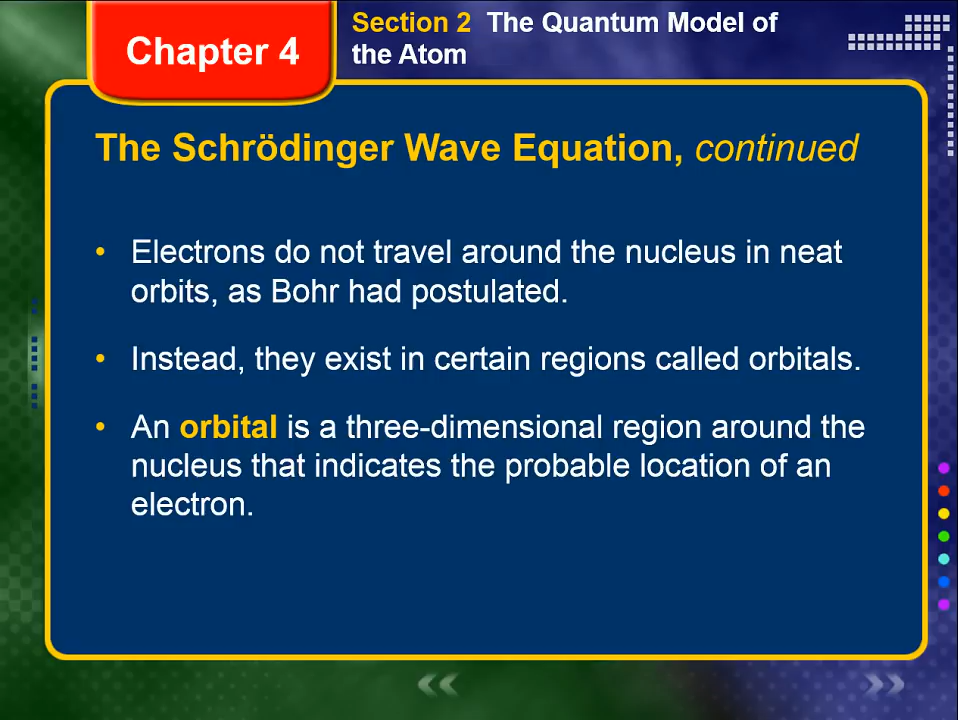 Chapter 4
Section 2 The Quantum Model of
the Atom
The Schrödinger Wave Equation, continued
• Electrons do not travel around the nucleus in neat
orbits, as Bohr had postulated.
• Instead, they exist in certain regions called orbitals.
• An orbital is a three-dimensional region around the
nucleus that indicates the probable location of an
electron.